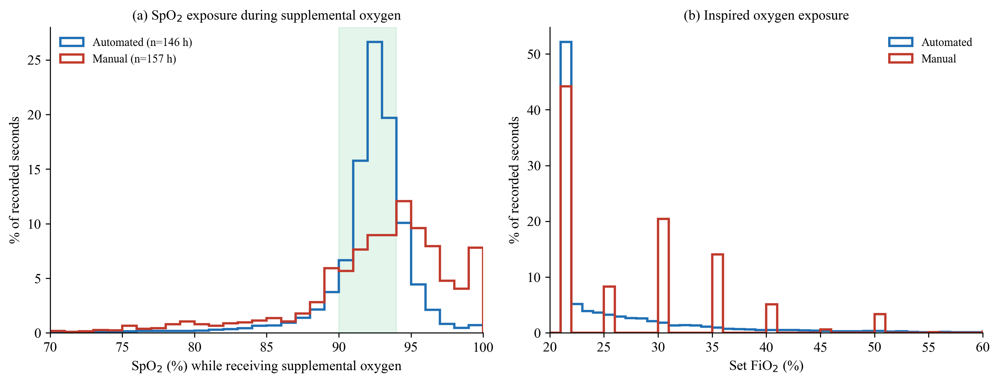 (a) SpO₂ exposure during supplemental oxygen
Automated (n=146 h)
Manual (n=157 h)
% of recorded seconds
25
20
15
10
5
0
70 75 80 85 90 95 100
SpO₂ (%) while receiving supplemental oxygen
(b) Inspired oxygen exposure
Automated
Manual
% of recorded seconds
50
40
30
20
10
0
20 25 30 35 40 45 50 55 60
Set FiO₂ (%)